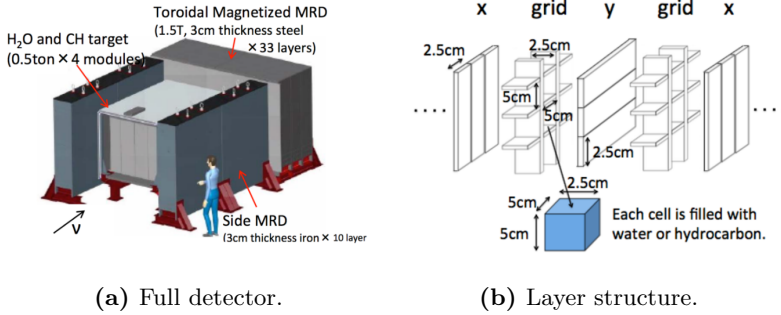 Toroidal Magnetized MRD
(1.5T, 3cm thickness steel
×33 layers)
H₂O and CH target
(0.5ton×4 modules)
ν
Side MRD
(3cm thickness iron× 10 layer
(a) Full detector.
x grid y grid x
2.5cm
2.5cm
5cm
5cm
2.5cm
....
...
2.5cm
5cm
5cm
Each cell is filled with
water or hydrocarbon.
(b) Layer structure.